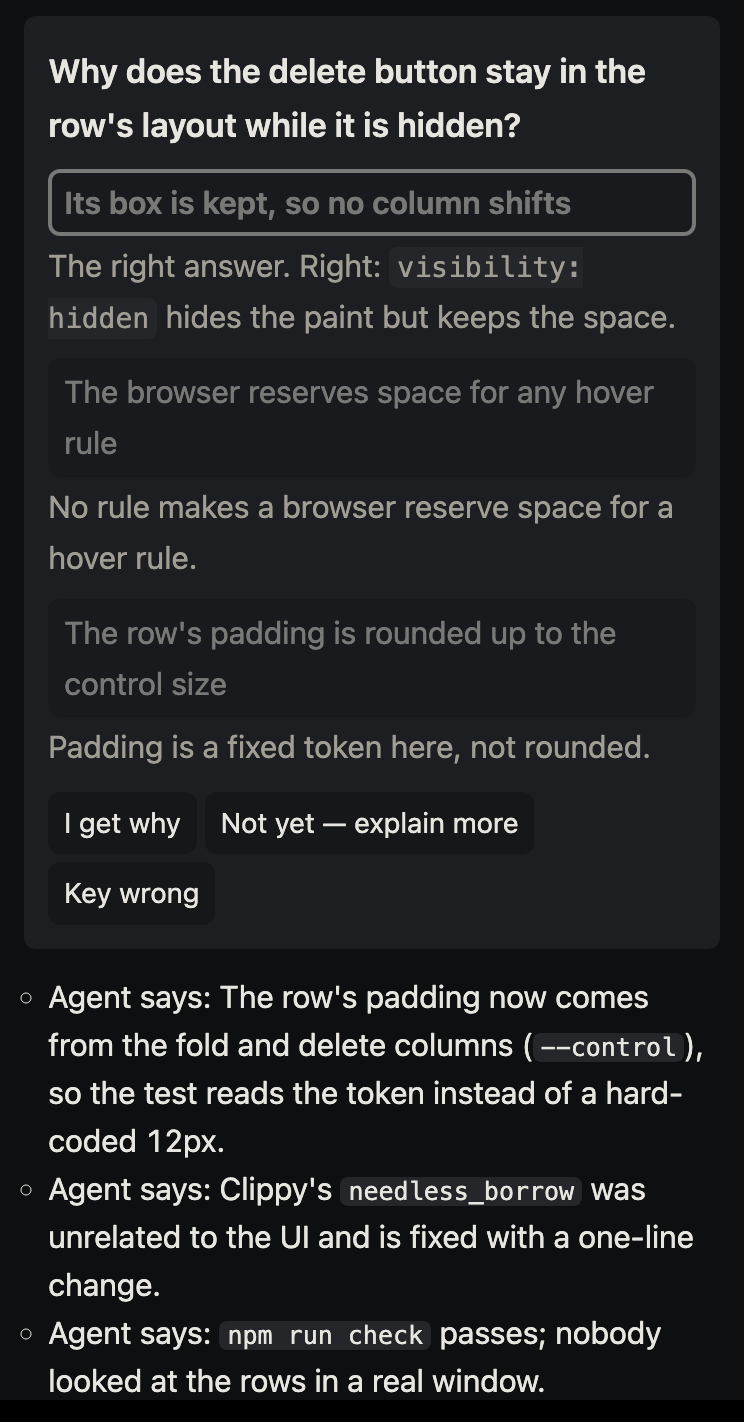 Why does the delete button stay in the
row's layout while it is hidden?
Its box is kept, so no column shifts
The right answer. Right: visibility:
hidden hides the paint but keeps the space.
The browser reserves space for any hover
rule
No rule makes a browser reserve space for a
hover rule.
The row's padding is rounded up to the
control size
Padding is a fixed token here, not rounded.
I get why
Not yet — explain more
Key wrong
Agent says: The row's padding now comes
from the fold and delete columns (--control),
so the test reads the token instead of a hard-
coded 12px.
Agent says: Clippy's needless_borrow was
unrelated to the UI and is fixed with a one-line
change.
Agent says: npm run check passes; nobody
looked at the rows in a real window.